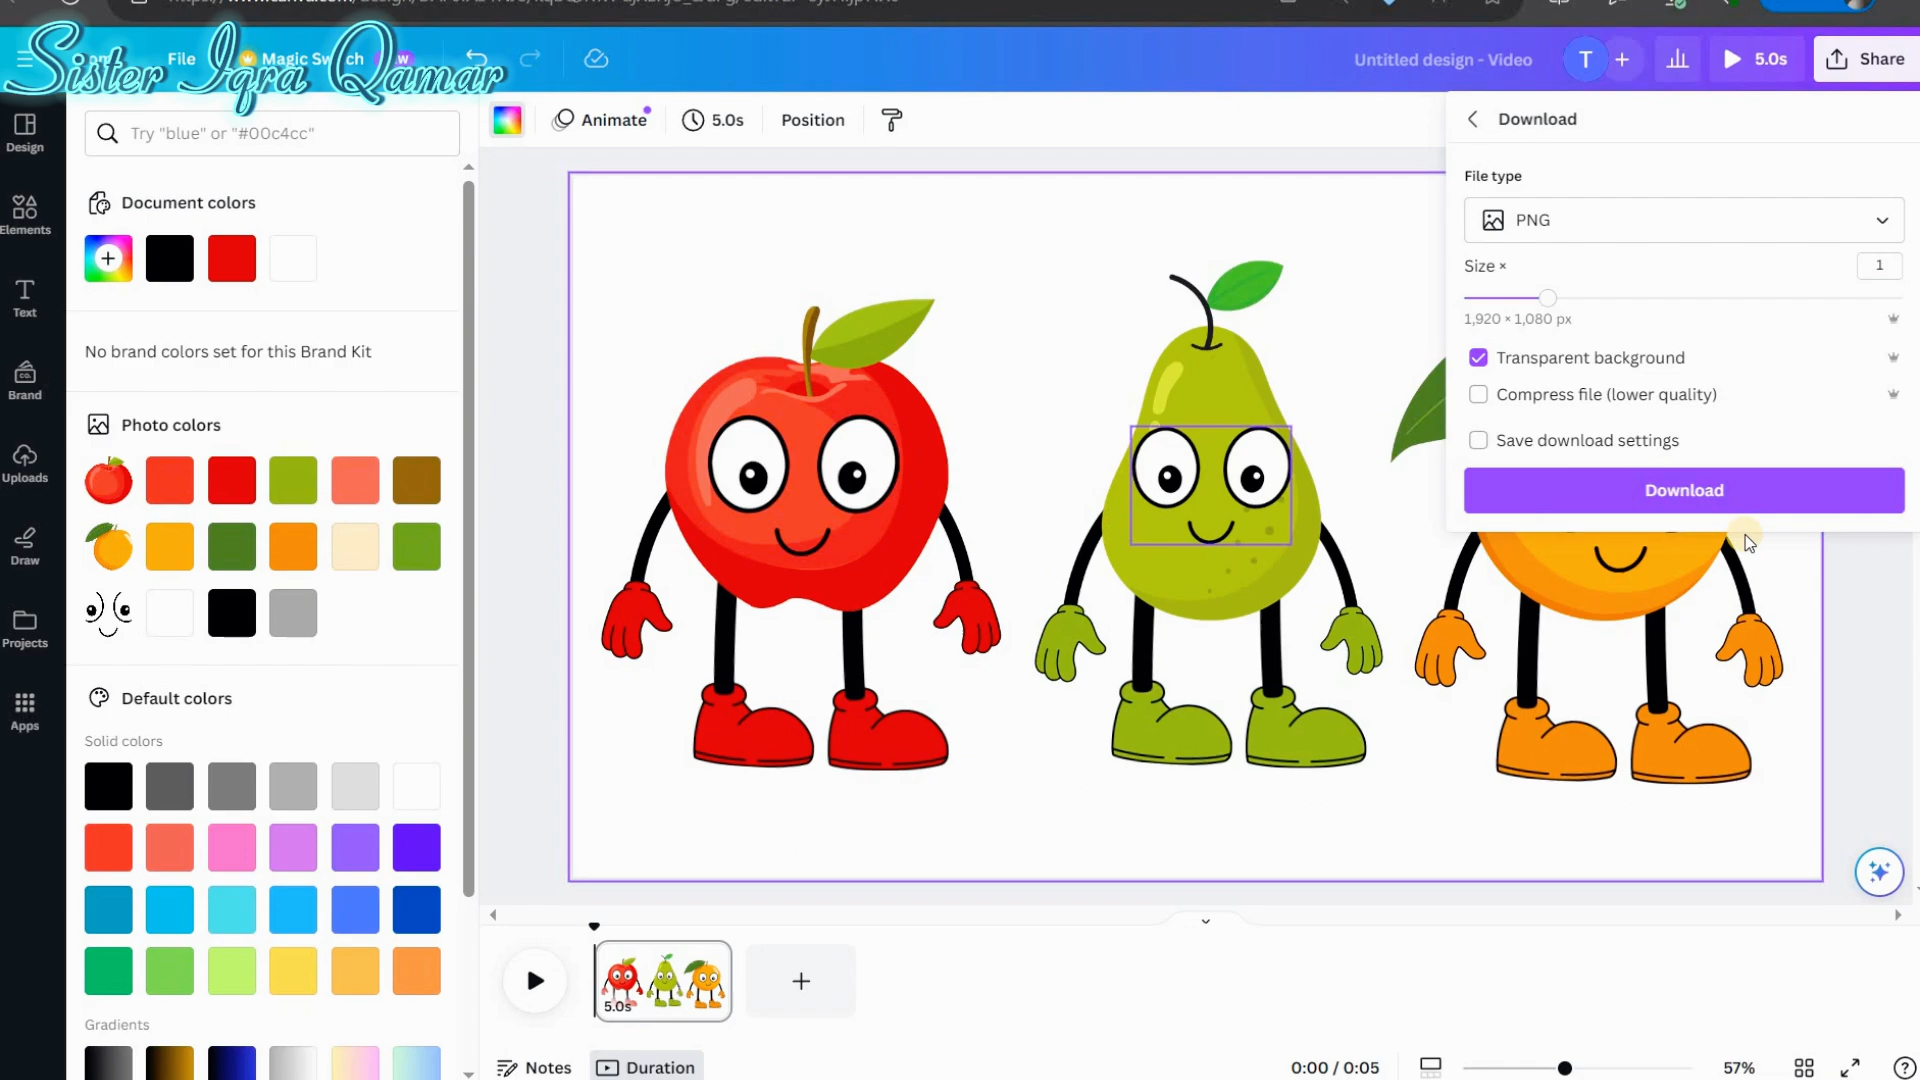 Sister Iqra Qamar
File
Magic Switch
Untitled design - Video
T
5.0s
Share
Design
Elements
Text
Brand
Uploads
Draw
Projects
Apps
Try "blue" or "#00c4cc"
Document colors
No brand colors set for this Brand Kit
Photo colors
Default colors
Solid colors
Gradients
Animate
5.0s
Position
Download
File type
PNG
Size ×
1
1,920 × 1,080 px
Transparent background
Compress file (lower quality)
Save download settings
Download
5.0s
Notes
Duration
0:00 / 0:05
57%